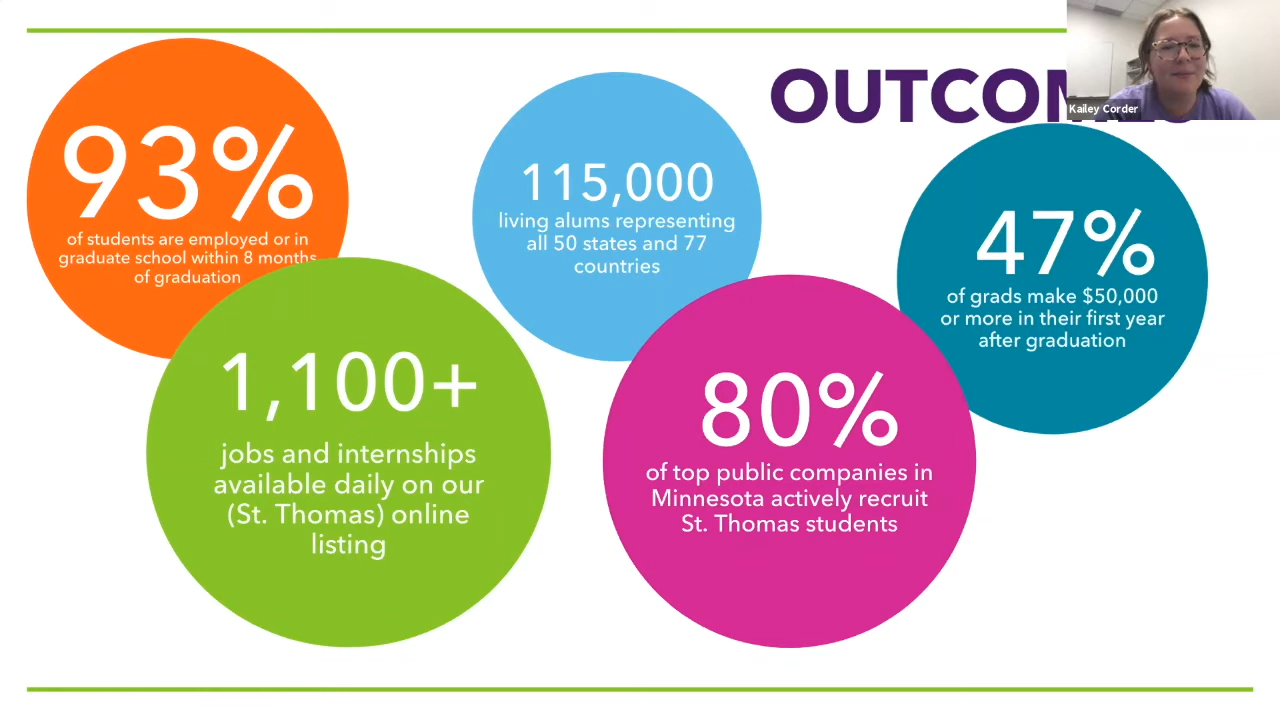 OUTCOM
Kailey Corder
93%
of students are employed or in
graduate school within 8 months
of graduation
115,000
living alums representing
all 50 states and 77
countries
47%
of grads make $50,000
or more in their first year
after graduation
1,100+
jobs and internships
available daily on our
(St. Thomas) online
listing
80%
of top public companies in
Minnesota actively recruit
St. Thomas students